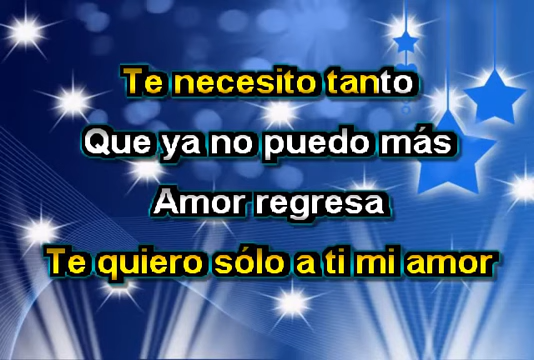 Te necesito tanto
Que ya no puedo más
Amor regresa
Te quiero sólo a ti mi amor